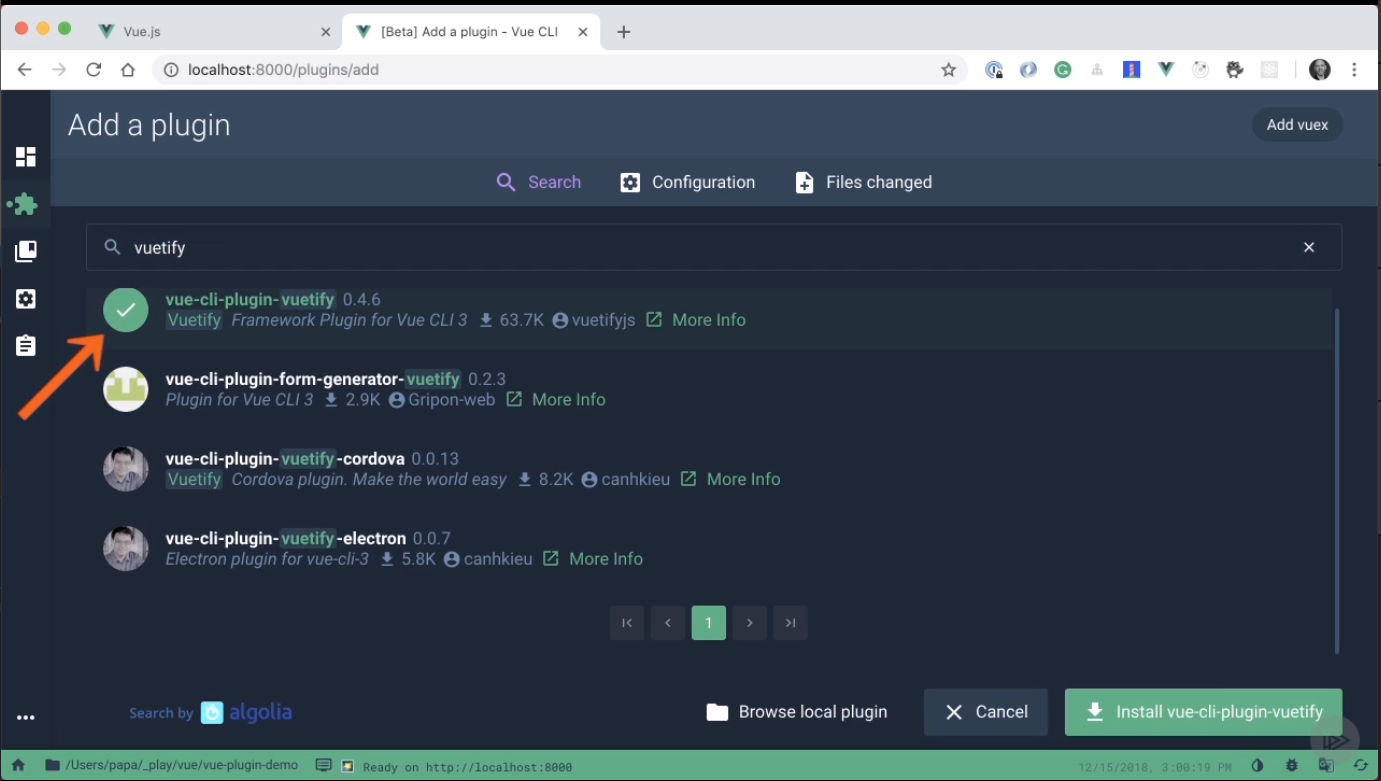 Vue.js
[Beta] Add a plugin - Vue CLI
localhost:8000/plugins/add
Add a plugin
Add vuex
Search
Configuration
Files changed
vuetify
vue-cli-plugin-vuetify 0.4.6
Vuetify Framework Plugin for Vue CLI 3 63.7K vuetifyjs More Info
vue-cli-plugin-form-generator-vuetify 0.2.3
Plugin for Vue CLI 3 2.9K Gripon-web More Info
vue-cli-plugin-vuetify-cordova 0.0.13
Vuetify Cordova plugin. Make the world easy 8.2K canhkieu More Info
vue-cli-plugin-vuetify-electron 0.0.7
Electron plugin for vue-cli-3 5.8K canhkieu More Info
1
Search by algolia
Browse local plugin
Cancel
Install vue-cli-plugin-vuetify
/Users/papa/_play/vue/vue-plugin-demo
Ready on http://localhost:8000
12/15/2018, 3:00:19 PM